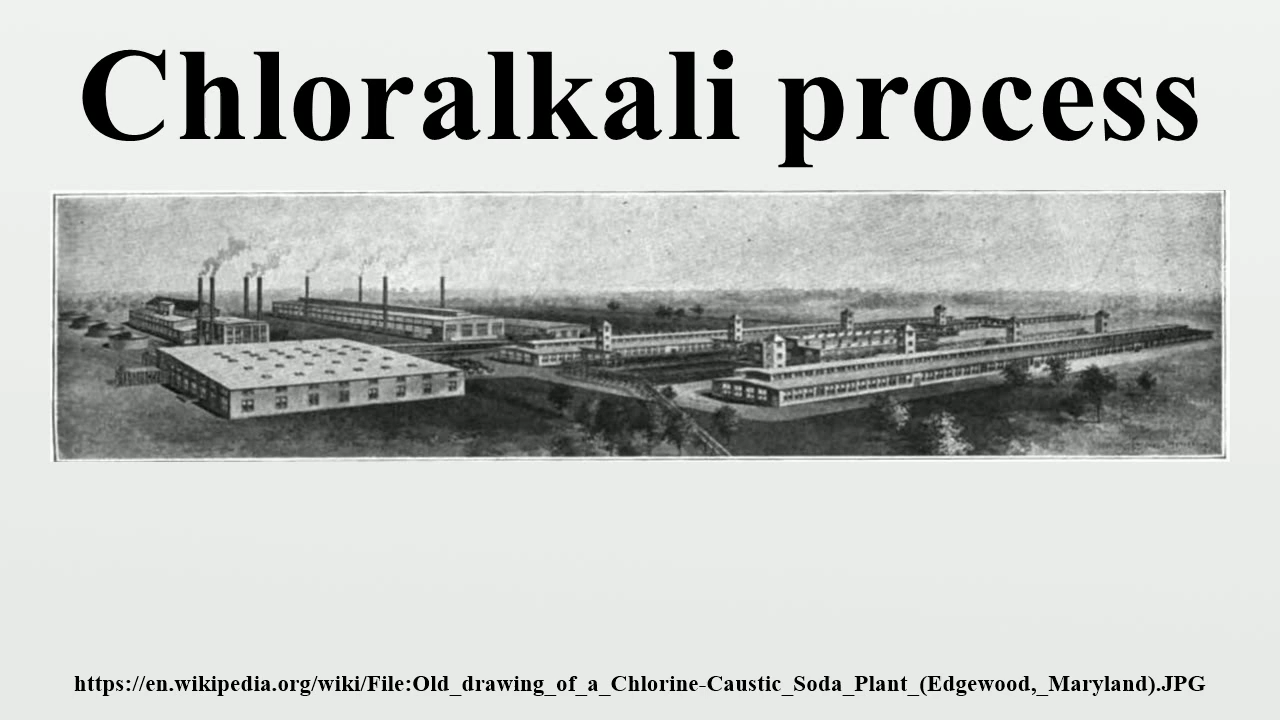 Chloralkali process
https://en.wikipedia.org/wiki/File:Old_drawing_of_a_Chlorine-Caustic_Soda_Plant_(Edgewood,_Maryland).JPG